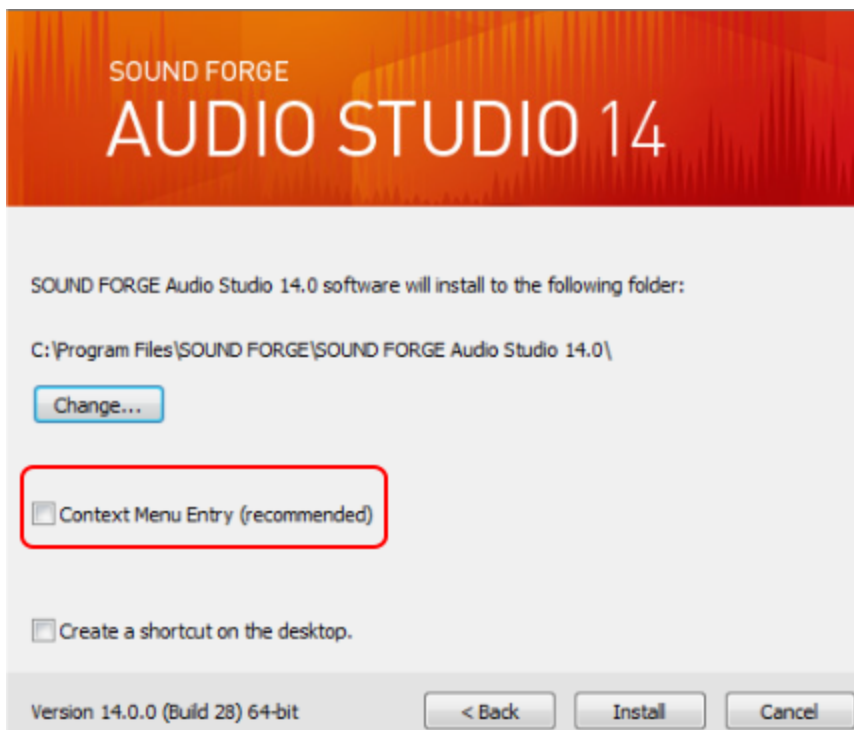 SOUND FORGE
AUDIO STUDIO 14
SOUND FORGE Audio Studio 14.0 software will install to the following folder:
C:\Program Files\SOUND FORGE\SOUND FORGE Audio Studio 14.0\
Change...
Context Menu Entry (recommended)
Create a shortcut on the desktop.
Version 14.0.0 (Build 28) 64-bit
< Back
Install
Cancel